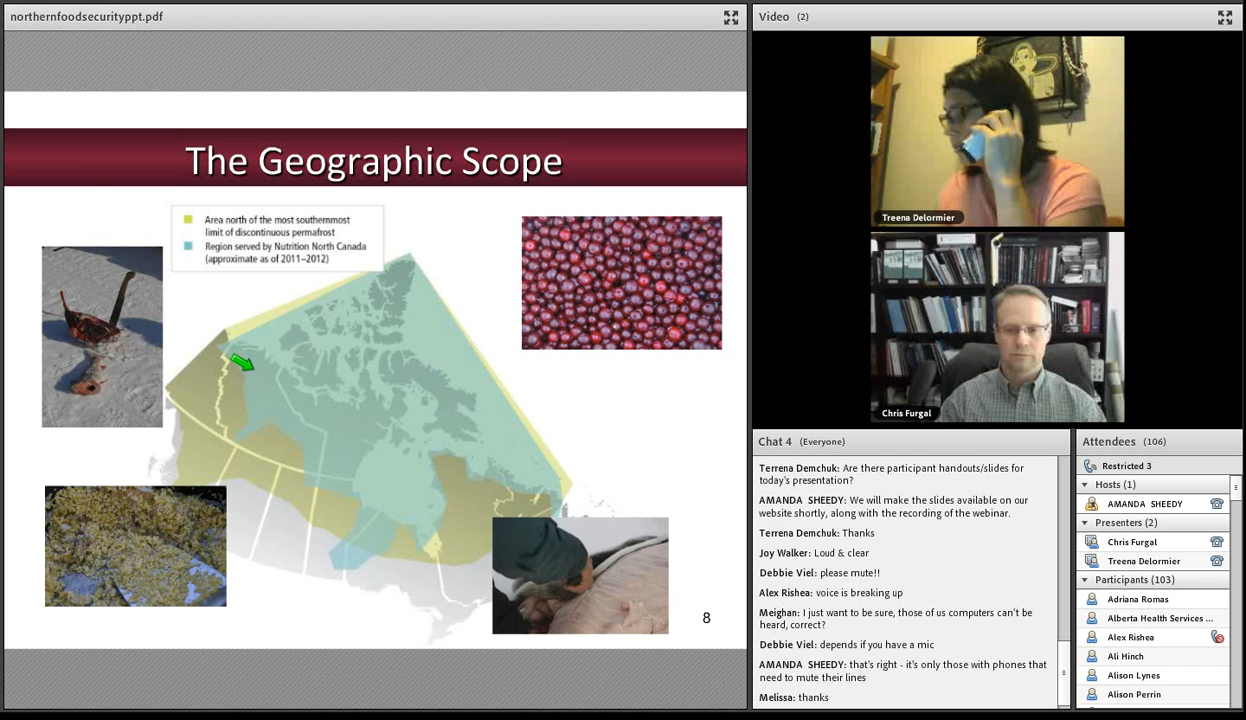 northernfoodsecurityppt.pdf
The Geographic Scope
Area north of the most southernmost
limit of discontinuous permafrost
Region served by Nutrition North Canada
(approximate as of 2011–2012)
8
Video (2)
Treena Delormier
Chris Furgal
Chat 4 (Everyone)
Terrena Demchuk: Are there participant handouts/slides for
today's presentation?
AMANDA SHEEDY: We will make the slides available on our
website shortly, along with the recording of the webinar.
Terrena Demchuk: Thanks
Joy Walker: Loud & clear
Debbie Viel: please mute!!
Alex Rishea: voice is breaking up
Meighan: I just want to be sure, those of us computers can't be
heard, correct?
Debbie Viel: depends if you have a mic
AMANDA SHEEDY: that's right - it's only those with phones that
need to mute their lines
Melissa: thanks
Attendees (106)
Restricted 3
Hosts (1)
AMANDA SHEEDY
Presenters (2)
Chris Furgal
Treena Delormier
Participants (103)
Adriana Romas
Alberta Health Services ...
Alex Rishea
Ali Hinch
Alison Lynes
Alison Perrin